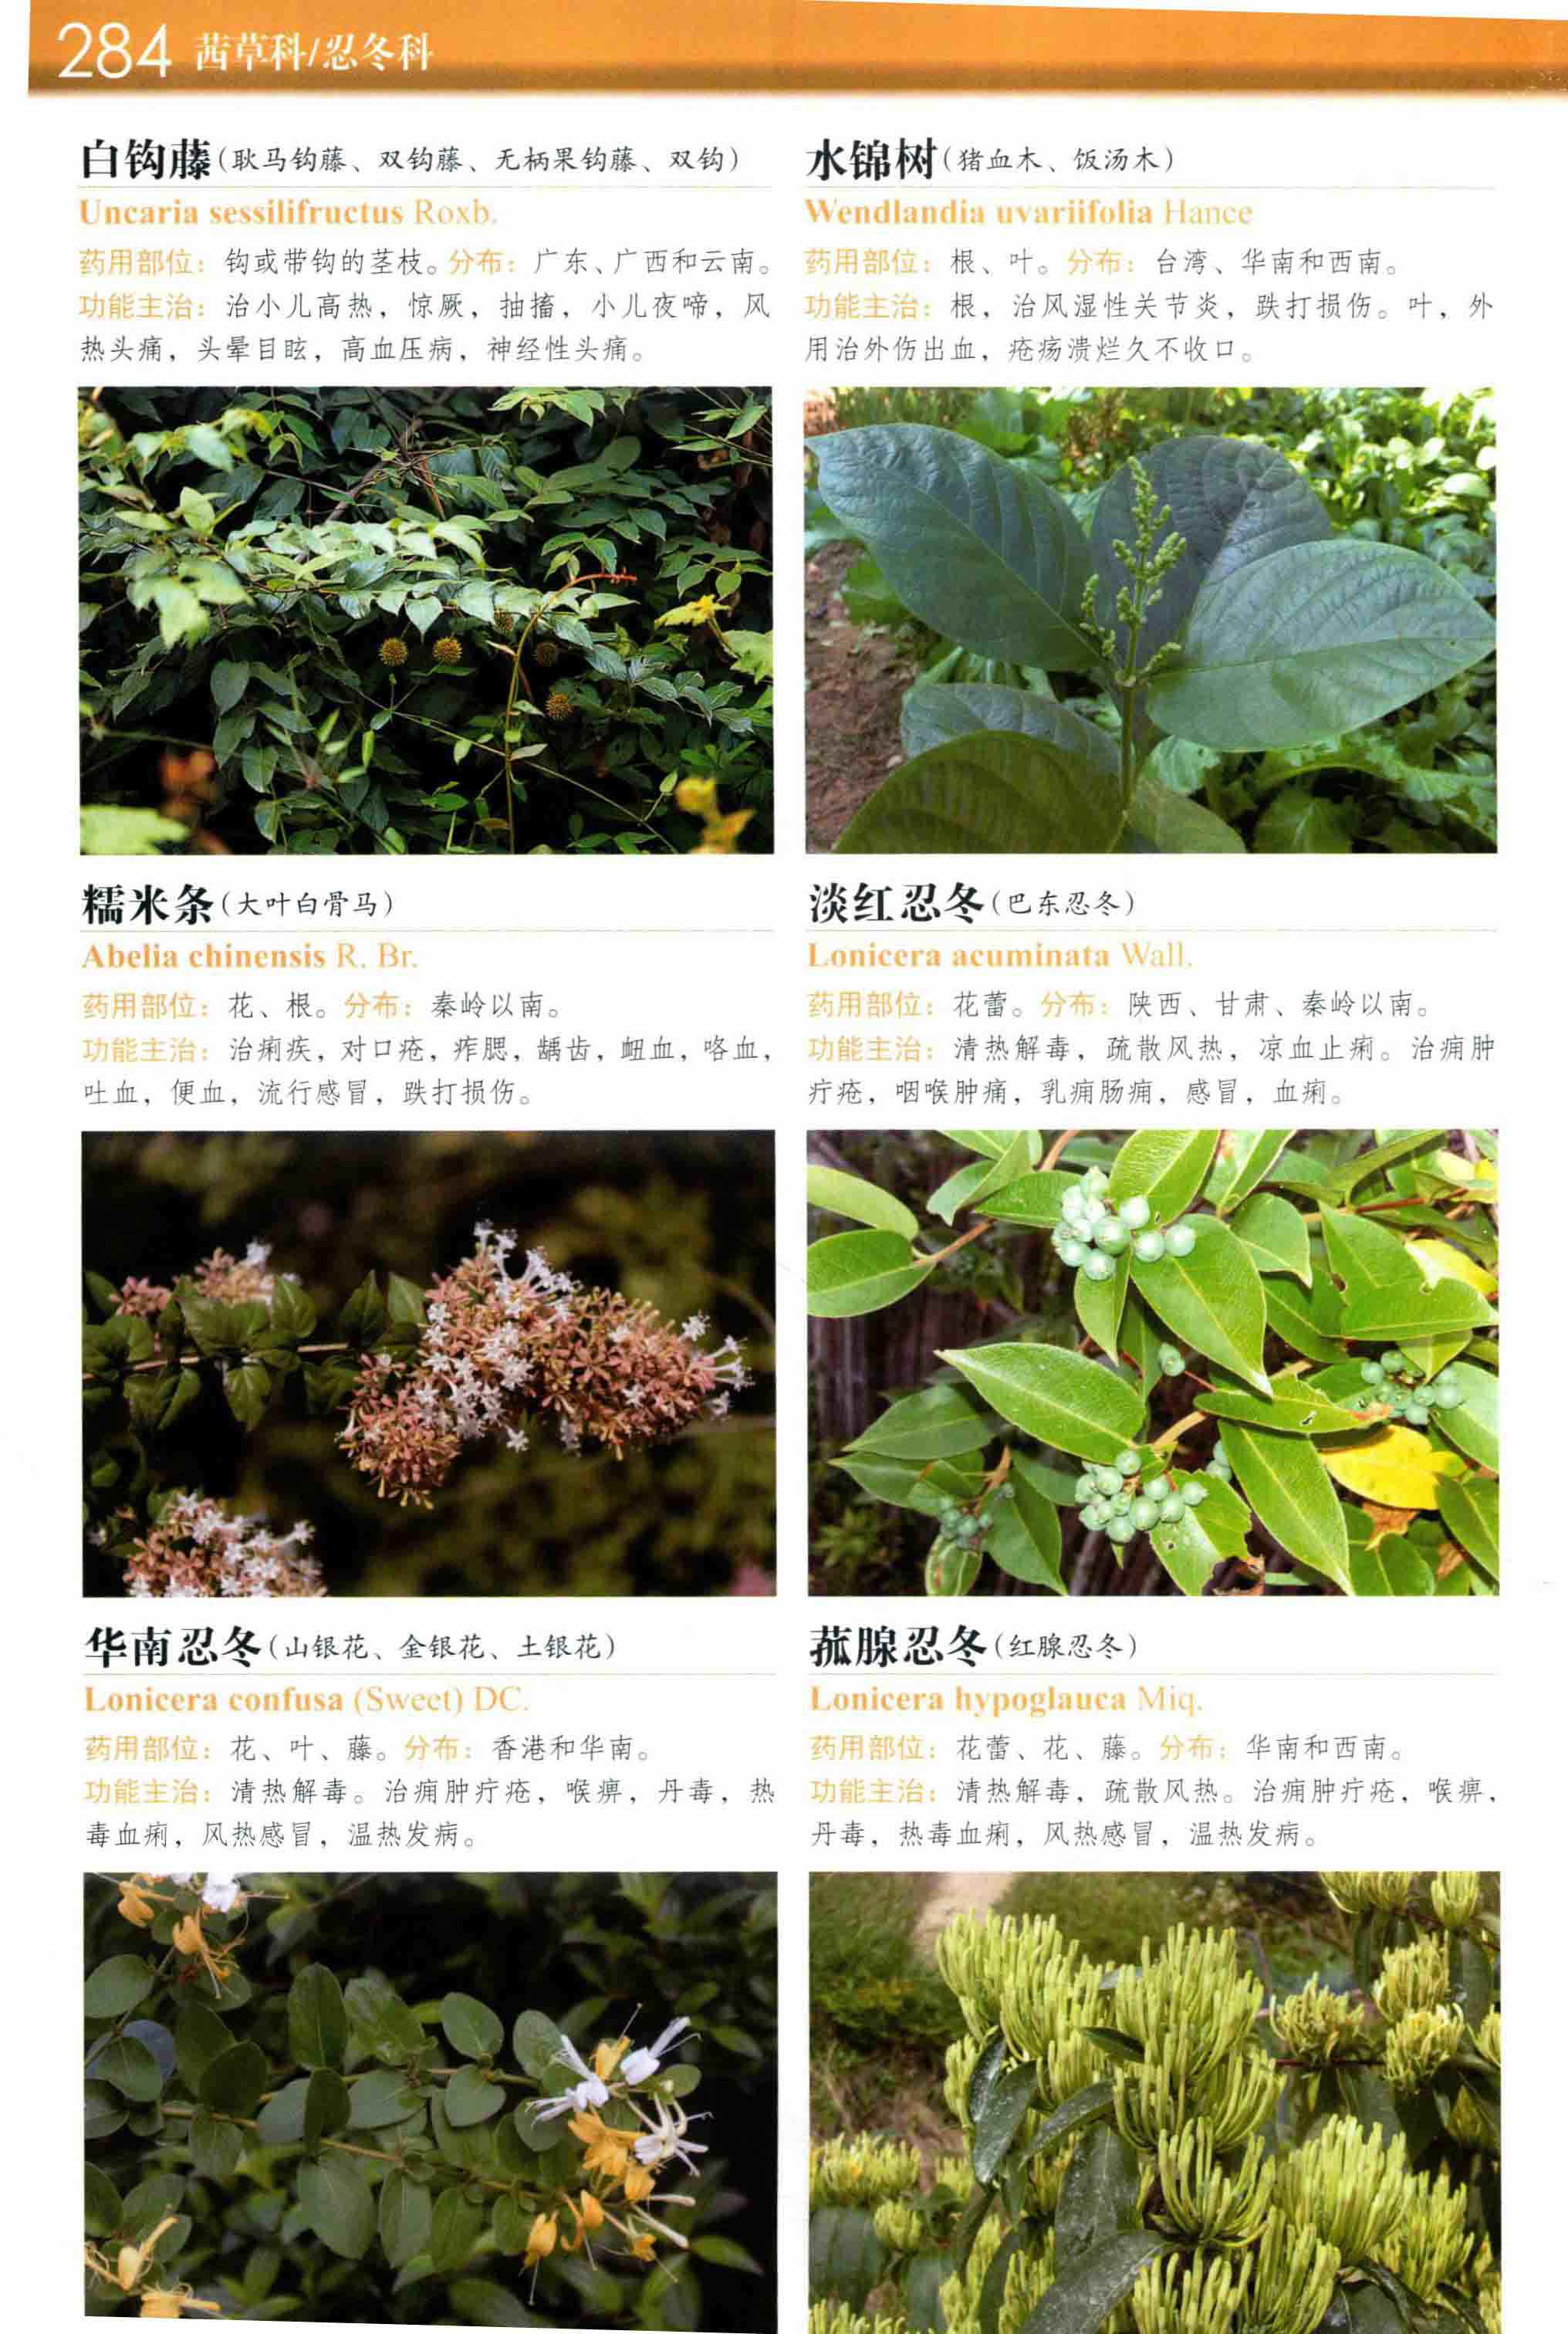 284 茜草科/忍冬科
白钩藤(耿马钩藤、双钩藤、无柄果钩藤、双钩)
Uncaria sessilifructus Roxb.
药用部位：钩或带钩的茎枝。分布：广东、广西和云南。
功能主治：治小儿高热，惊厥，抽搐，小儿夜啼，风
热头痛，头晕目眩，高血压病，神经性头痛。
水锦树(猪血木、饭汤木)
Wendlandia uvariifolia Hance
药用部位：根、叶。分布：台湾、华南和西南。
功能主治：根，治风湿性关节炎，跌打损伤。叶，外
用治外伤出血，疮疡溃烂久不收口。
糯米条(大叶白骨马)
Abelia chinensis R. Br.
药用部位：花、根。分布：秦岭以南。
功能主治：治痢疾，对口疮，痄腮，龋齿，衄血，咯血，
吐血，便血，流行感冒，跌打损伤。
淡红忍冬(巴东忍冬)
Lonicera acuminata Wall.
药用部位：花蕾。分布：陕西、甘肃、秦岭以南。
功能主治：清热解毒，疏散风热，凉血止痢。治痈肿
疔疮，咽喉肿痛，乳痈肠痈，感冒，血痢。
华南忍冬(山银花、金银花、土银花)
Lonicera confusa (Sweet) DC.
药用部位：花、叶、藤。分布：香港和华南。
功能主治：清热解毒。治痈肿疔疮，喉痹，丹毒，热
毒血痢，风热感冒，温热发病。
菰腺忍冬(红腺忍冬)
Lonicera hypoglauca Miq.
药用部位：花蕾、花、藤。分布：华南和西南。
功能主治：清热解毒，疏散风热。治痈肿疔疮，喉痹，
丹毒，热毒血痢，风热感冒，温热发病。